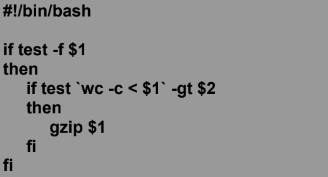 #!/bin/bash
if test -f $1
then
if test `wc -c < $1` -gt $2
then
gzip $1
fi
fi